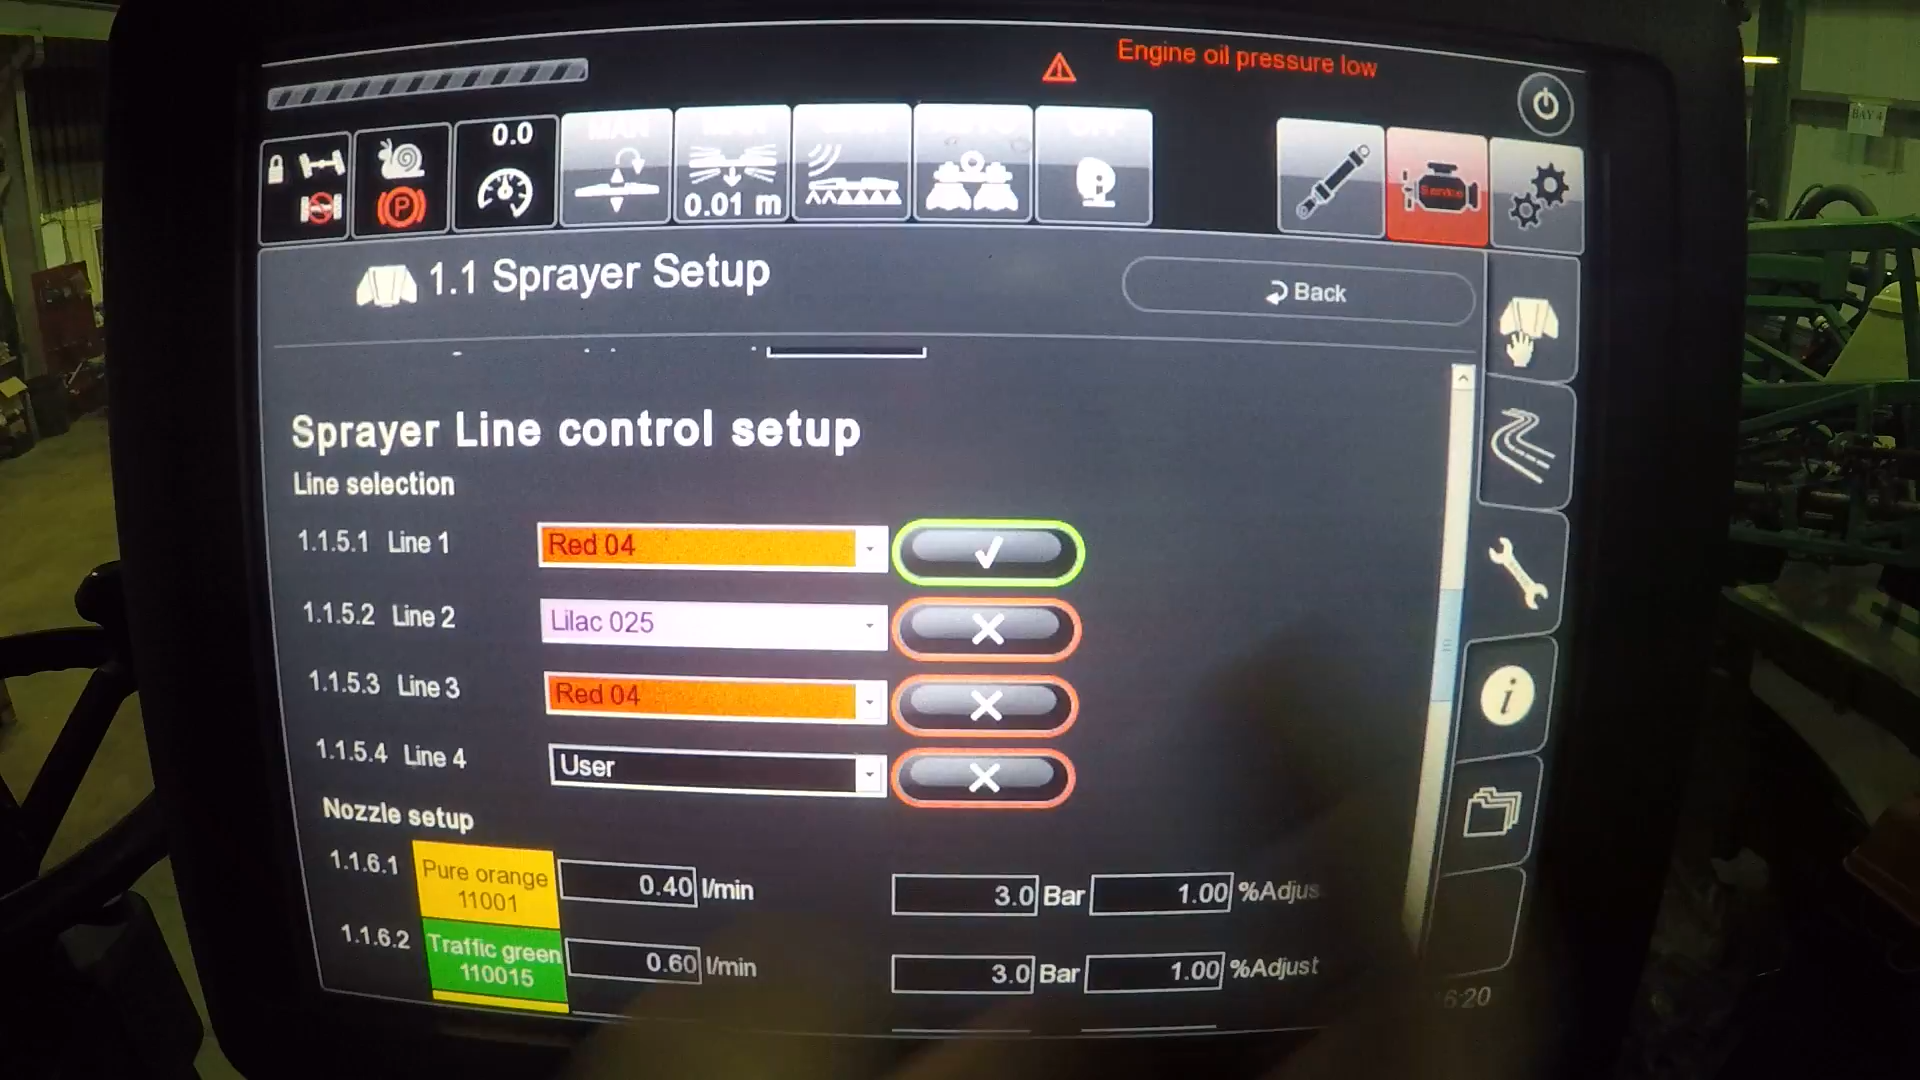 Engine oil pressure low
0.0
0.01 m
Service
BAY 4
1.1 Sprayer Setup
Back
Sprayer Line control setup
Line selection
1.1.5.1 Line 1 Red 04
1.1.5.2 Line 2 Lilac 025
1.1.5.3 Line 3 Red 04
1.1.5.4 Line 4 User
Nozzle setup
1.1.6.1 Pure orange 11001 0.40 l/min 3.0 Bar 1.00 %Adjus
1.1.6.2 Traffic green 110015 0.60 l/min 3.0 Bar 1.00 %Adjust
6:20